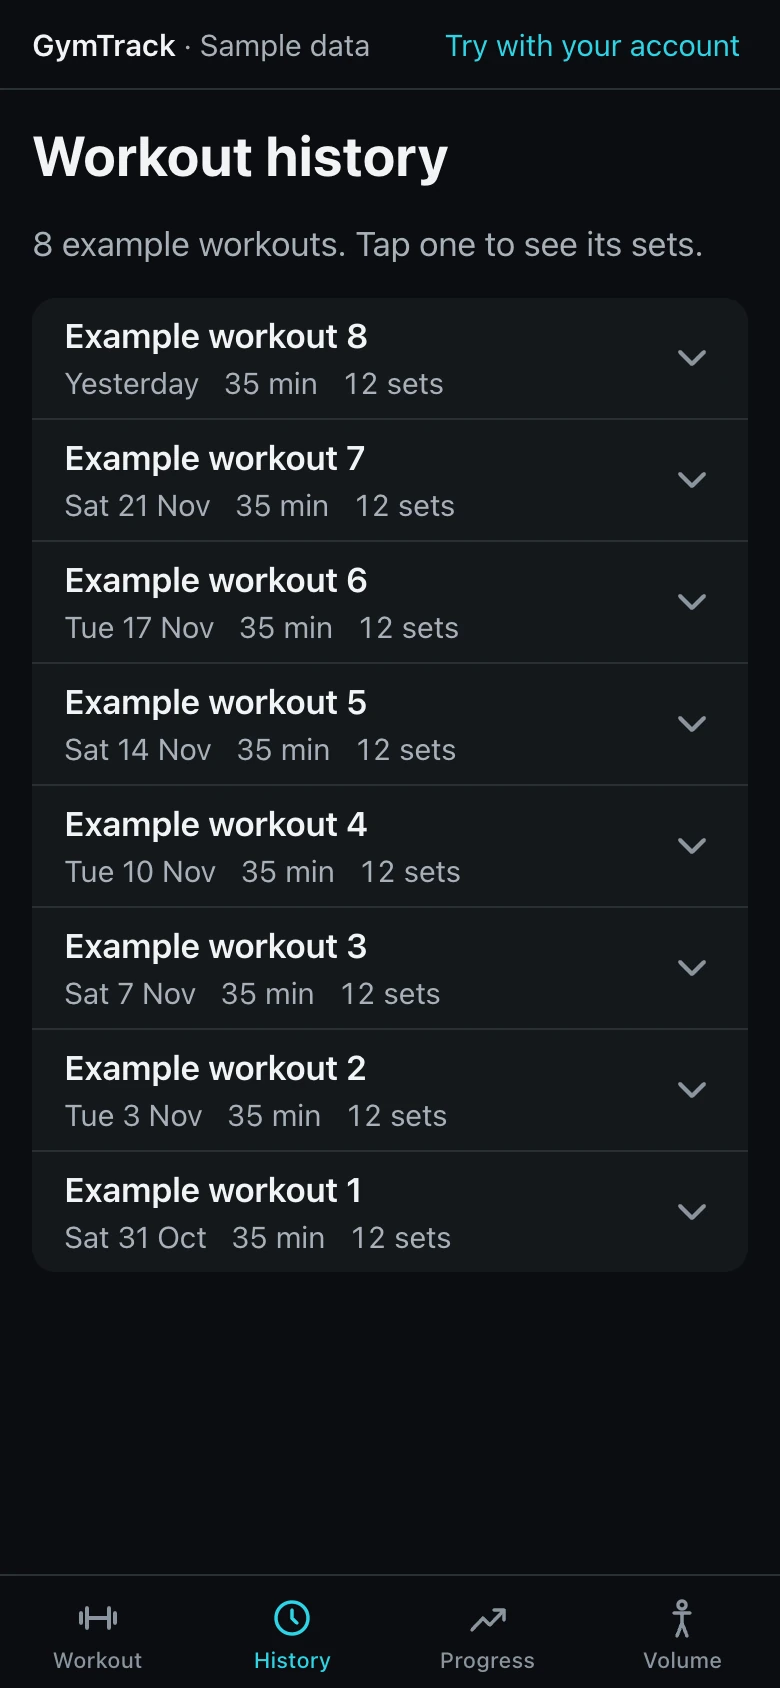 GymTrack · Sample data Try with your account
Workout history
8 example workouts. Tap one to see its sets.
Example workout 8
Yesterday 35 min 12 sets
Example workout 7
Sat 21 Nov 35 min 12 sets
Example workout 6
Tue 17 Nov 35 min 12 sets
Example workout 5
Sat 14 Nov 35 min 12 sets
Example workout 4
Tue 10 Nov 35 min 12 sets
Example workout 3
Sat 7 Nov 35 min 12 sets
Example workout 2
Tue 3 Nov 35 min 12 sets
Example workout 1
Sat 31 Oct 35 min 12 sets
Workout History Progress Volume